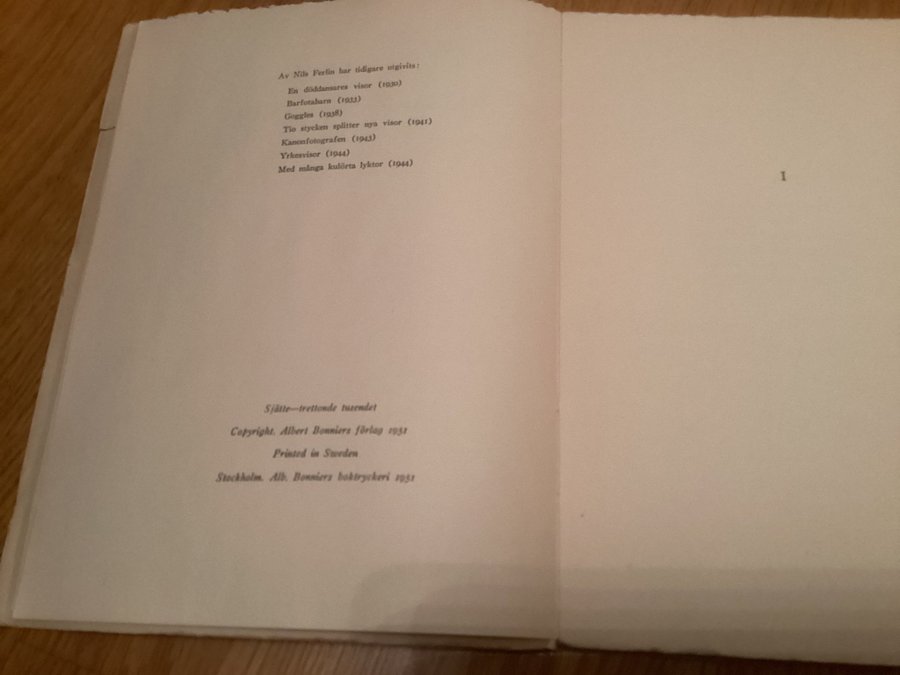 Av Nils Ferlin har tidigare utgivits:
En döddansares visor (1930)
Barfotabarn (1933)
Goggles (1938)
Tio stycken splitter nya visor (1941)
Kanonfotografen (1943)
Yrkesvisor (1944)
Med många kulörta lyktor (1944)
Sjätte—trettonde tusendet
Copyright. Albert Bonniers förlag 1951
Printed in Sweden
Stockholm. Alb. Bonniers boktryckeri 1951
I